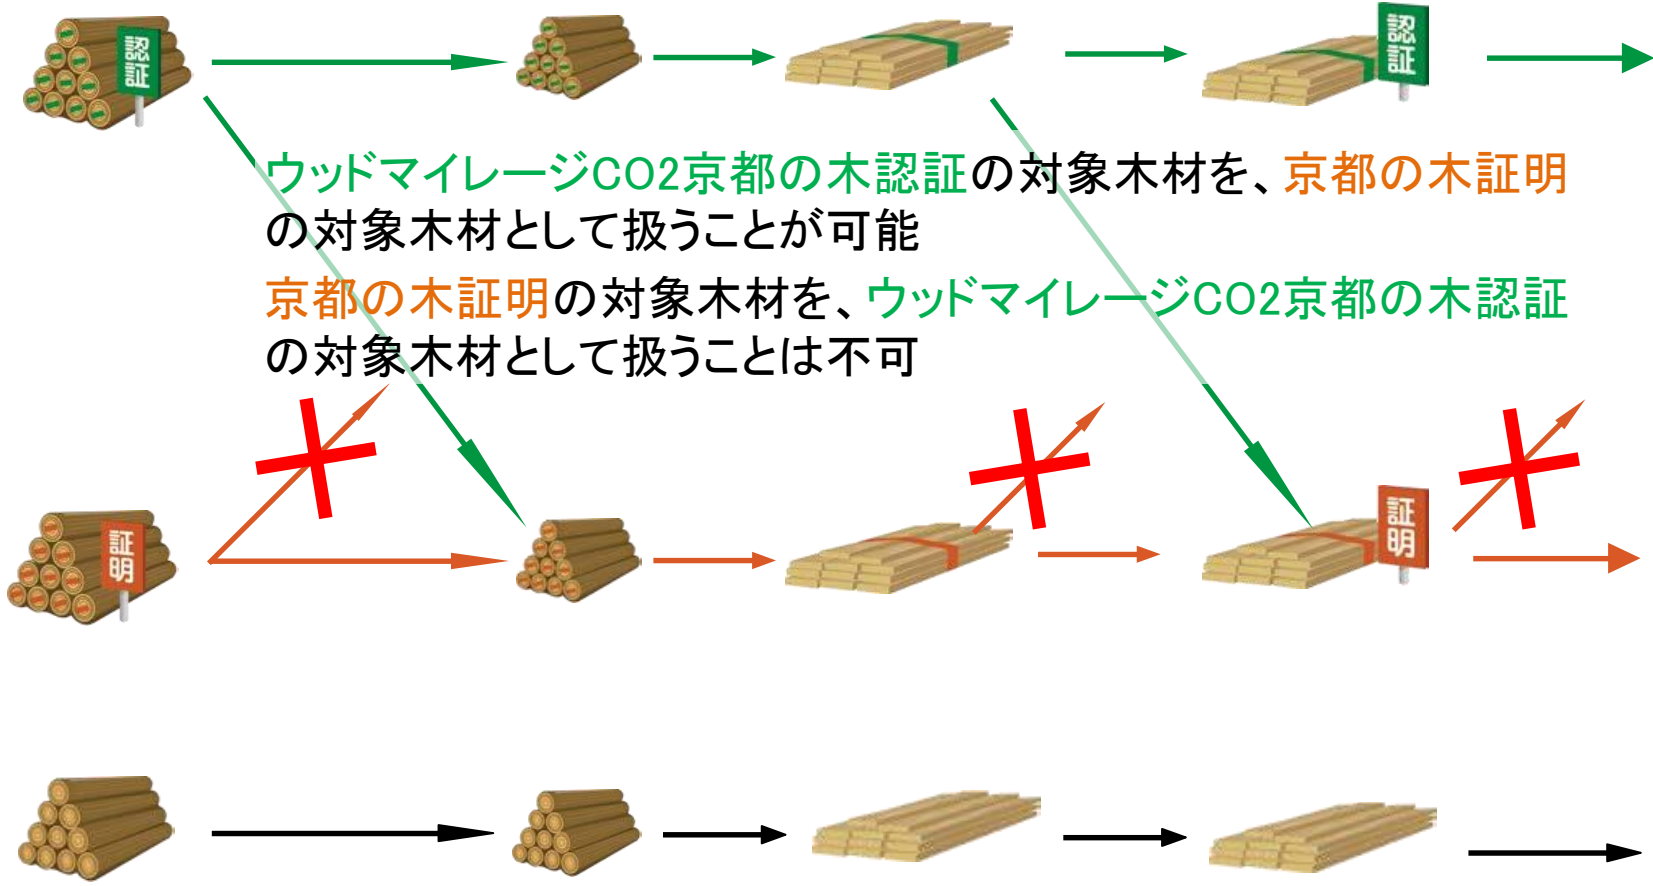 認証
認証
ウッドマイレージCO2京都の木認証の対象木材を、京都の木証明
の対象木材として扱うことが可能
京都の木証明の対象木材を、ウッドマイレージCO2京都の木認証
の対象木材として扱うことは不可
証明
証明